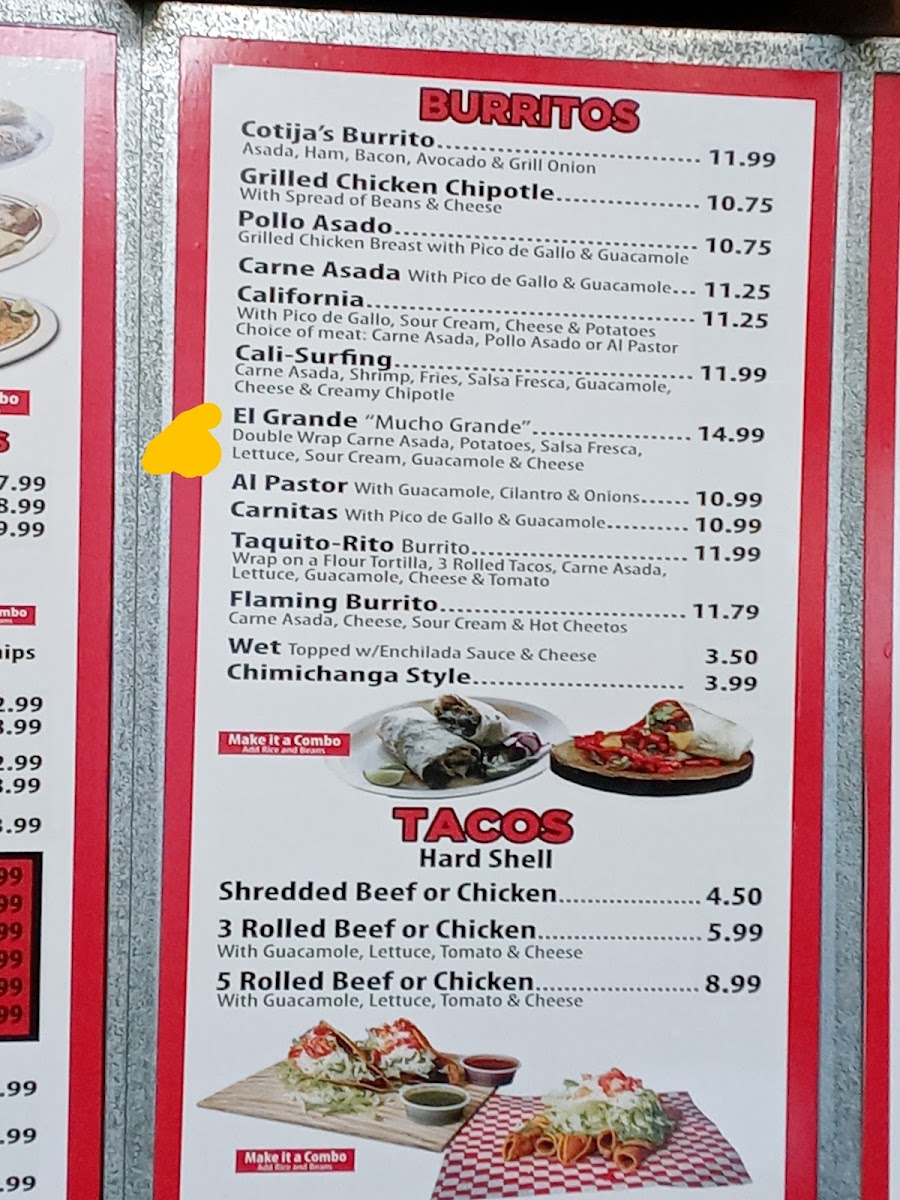 BURRITOS
Cotija's Burrito................................ 11.99
Asada, Ham, Bacon, Avocado & Grill Onion
Grilled Chicken Chipotle.................. 10.75
With Spread of Beans & Cheese
Pollo Asado....................................... 10.75
Grilled Chicken Breast with Pico de Gallo & Guacamole
Carne Asada With Pico de Gallo & Guacamole... 11.25
California.......................................... 11.25
With Pico de Gallo, Sour Cream, Cheese & Potatoes
Choice of meat: Carne Asada, Pollo Asado or Al Pastor
Cali-Surfing...................................... 11.99
Carne Asada, Shrimp, Fries, Salsa Fresca, Guacamole,
Cheese & Creamy Chipotle
El Grande "Mucho Grande".................... 14.99
Double Wrap Carne Asada, Potatoes, Salsa Fresca,
Lettuce, Sour Cream, Guacamole & Cheese
Al Pastor With Guacamole, Cilantro & Onions...... 10.99
Carnitas With Pico de Gallo & Guacamole.......... 10.99
Taquito-Rito Burrito........................... 11.99
Wrap on a Flour Tortilla, 3 Rolled Tacos, Carne Asada,
Lettuce, Guacamole, Cheese & Tomato
Flaming Burrito................................ 11.79
Carne Asada, Cheese, Sour Cream & Hot Cheetos
Wet Topped w/Enchilada Sauce & Cheese 3.50
Chimichanga Style........................... 3.99
Make it a Combo
Add Rice and Beans
TACOS
Hard Shell
Shredded Beef or Chicken.................. 4.50
3 Rolled Beef or Chicken.................... 5.99
With Guacamole, Lettuce, Tomato & Cheese
5 Rolled Beef or Chicken.................... 8.99
With Guacamole, Lettuce, Tomato & Cheese
Make it a Combo
Add Rice and Beans